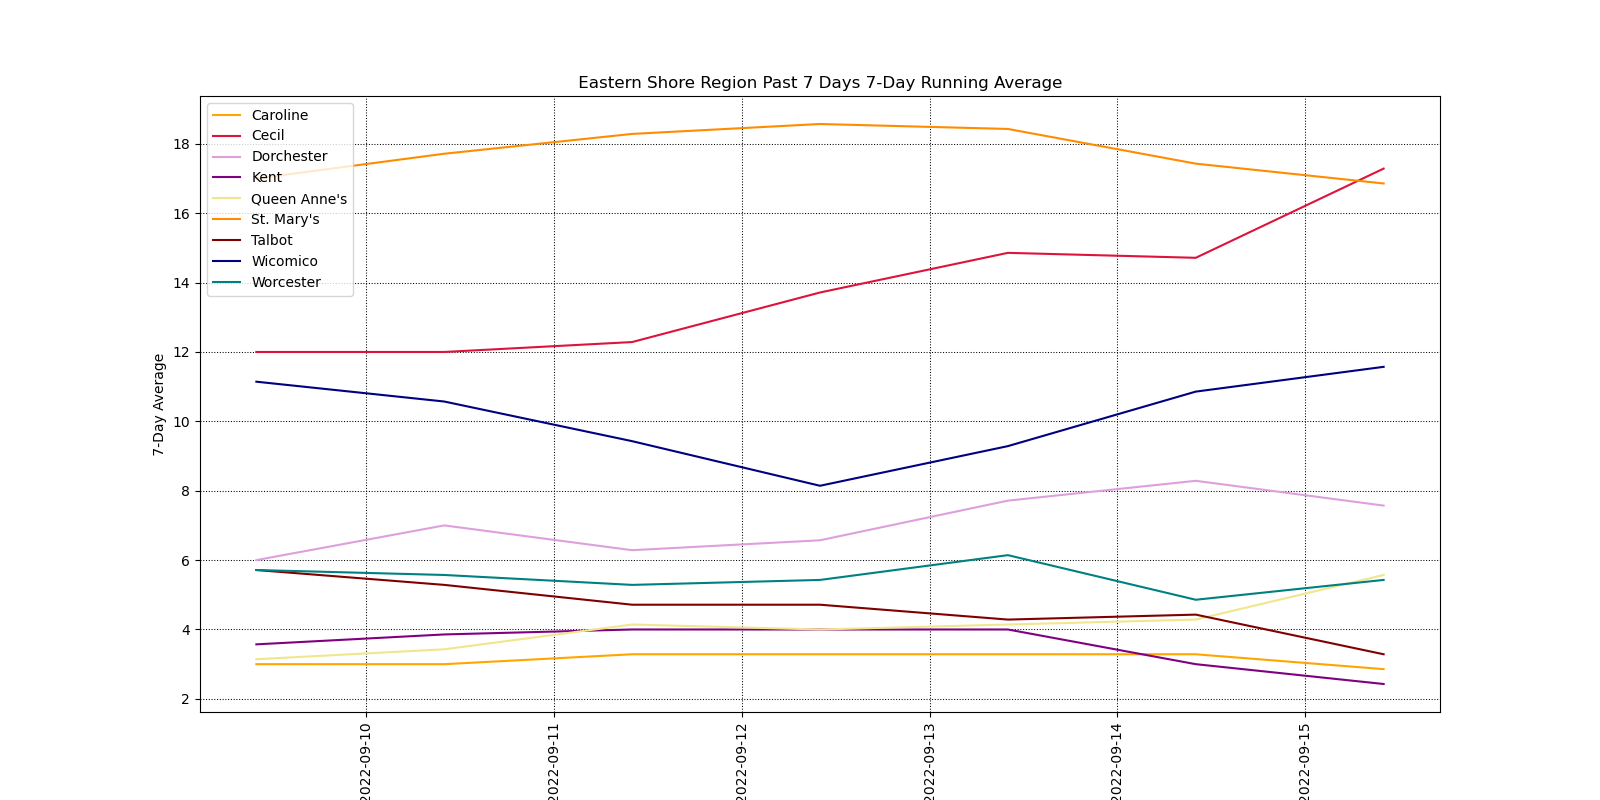 Eastern Shore Region Past 7 Days 7-Day Running Average
Caroline
Cecil
Dorchester
Kent
Queen Anne's
St. Mary's
Talbot
Wicomico
Worcester
18
16
14
12
10
8
6
4
2
7-Day Average
2022-09-10
2022-09-11
2022-09-12
2022-09-13
2022-09-14
2022-09-15